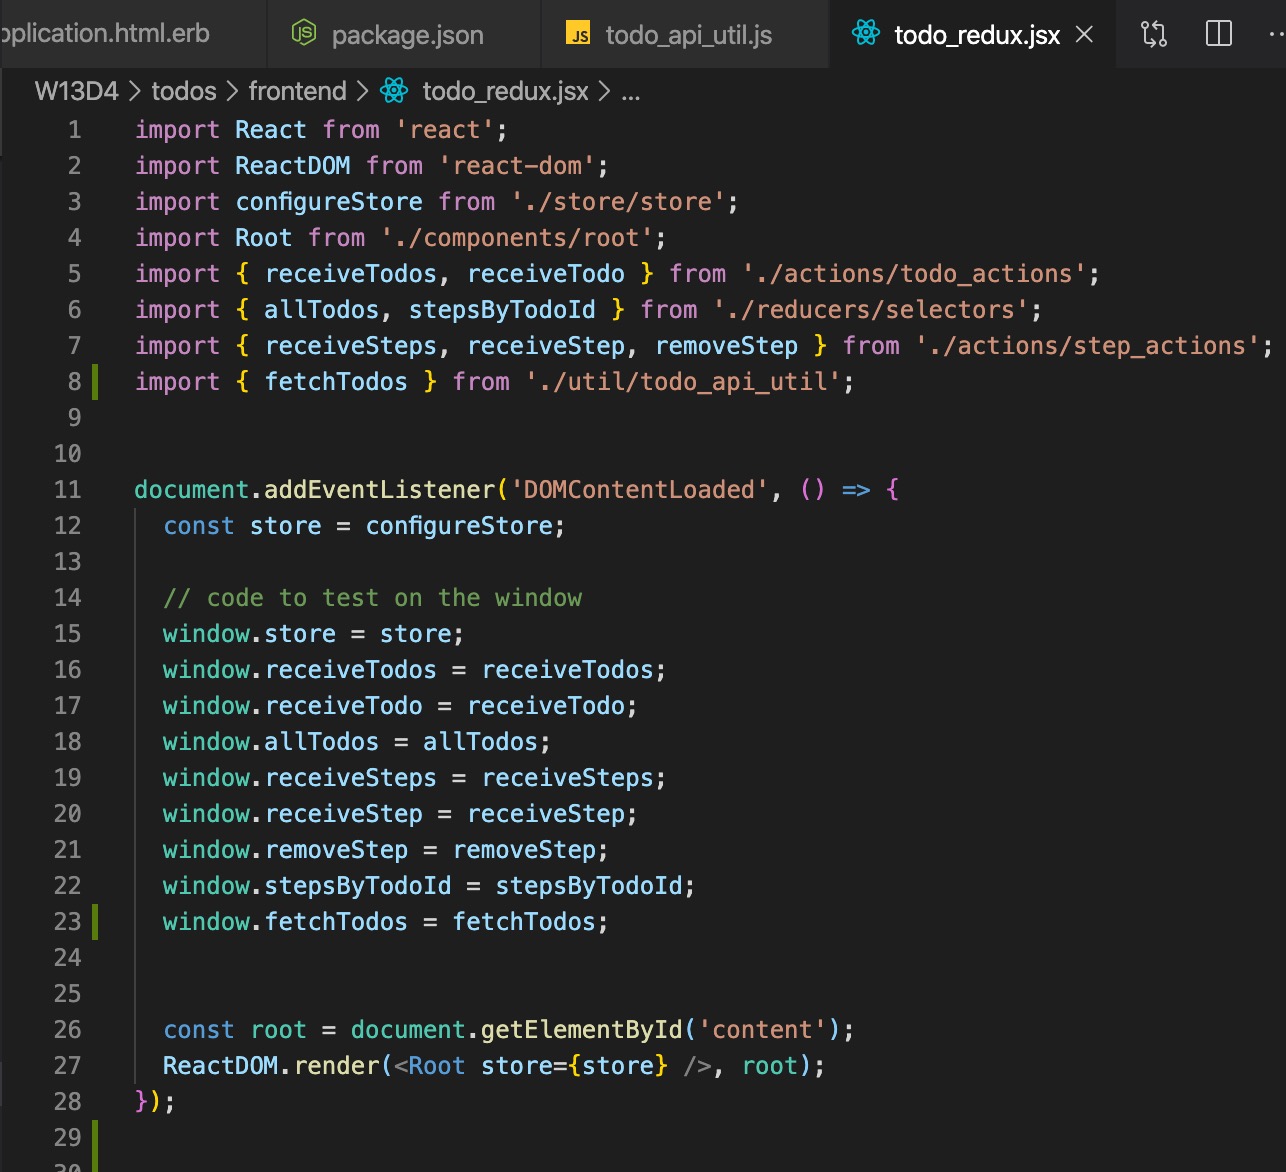 pplication.html.erb package.json JS todo_api_util.js todo_redux.jsx
W13D4 > todos > frontend > todo_redux.jsx > ...
1 import React from 'react';
2 import ReactDOM from 'react-dom';
3 import configureStore from './store/store';
4 import Root from './components/root';
5 import { receiveTodos, receiveTodo } from './actions/todo_actions';
6 import { allTodos, stepsByTodoId } from './reducers/selectors';
7 import { receiveSteps, receiveStep, removeStep } from './actions/step_actions';
8 import { fetchTodos } from './util/todo_api_util';
9
10
11 document.addEventListener('DOMContentLoaded', () => {
12   const store = configureStore;
13
14   // code to test on the window
15   window.store = store;
16   window.receiveTodos = receiveTodos;
17   window.receiveTodo = receiveTodo;
18   window.allTodos = allTodos;
19   window.receiveSteps = receiveSteps;
20   window.receiveStep = receiveStep;
21   window.removeStep = removeStep;
22   window.stepsByTodoId = stepsByTodoId;
23   window.fetchTodos = fetchTodos;
24
25
26   const root = document.getElementById('content');
27   ReactDOM.render(<Root store={store} />, root);
28 });
29
30